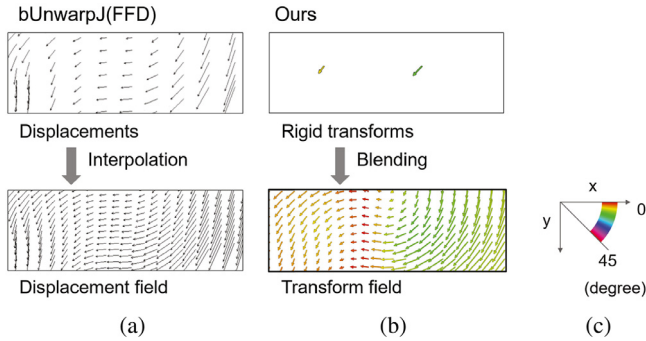 bUnwarpJ(FFD)
Ours
Displacements
Rigid transforms
Interpolation
Blending
x
0
y
45
(degree)
Displacement field
Transform field
(a)
(b)
(c)